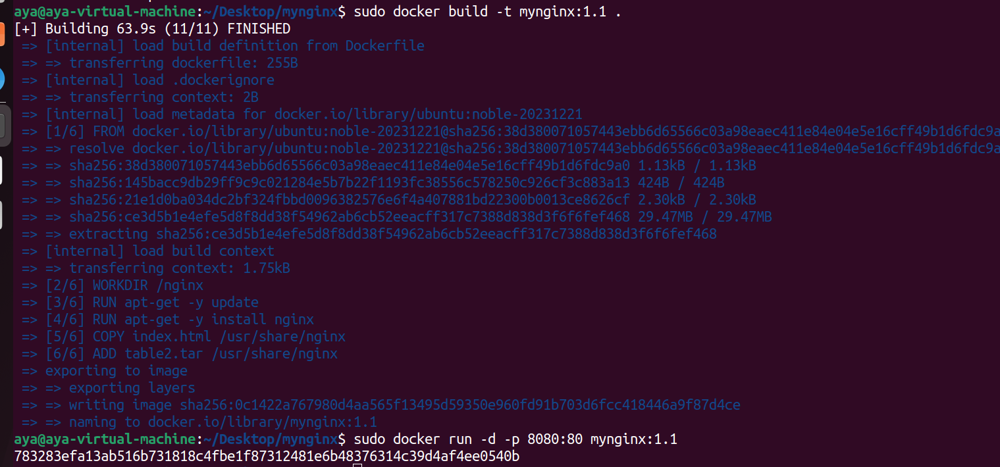 aya@aya-virtual-machine:~/Desktop/mynginx$ sudo docker build -t mynginx:1.1 .
[+] Building 63.9s (11/11) FINISHED
=> [internal] load build definition from Dockerfile
=> => transferring dockerfile: 255B
=> [internal] load .dockerignore
=> => transferring context: 2B
=> [internal] load metadata for docker.io/library/ubuntu:noble-20231221
=> [1/6] FROM docker.io/library/ubuntu:noble-20231221@sha256:38d380071057443ebb6d65566c03a98eaec411e84e04e5e16cff49b1d6fdc9a
=> => resolve docker.io/library/ubuntu:noble-20231221@sha256:38d380071057443ebb6d65566c03a98eaec411e84e04e5e16cff49b1d6fdc9a
=> => sha256:38d380071057443ebb6d65566c03a98eaec411e84e04e5e16cff49b1d6fdc9a0 1.13kB / 1.13kB
=> => sha256:145bacc9db29ff9c9c021284e5b7b22f1193fc38556c578250c926cf3c883a13 424B / 424B
=> => sha256:21e1d0ba034dc2bf324fbbd0096382576e6f4a407881bd22300b0013ce8626cf 2.30kB / 2.30kB
=> => sha256:ce3d5b1e4efe5d8f8dd38f54962ab6cb52eeacff317c7388d838d3f6f6fef468 29.47MB / 29.47MB
=> => extracting sha256:ce3d5b1e4efe5d8f8dd38f54962ab6cb52eeacff317c7388d838d3f6f6fef468
=> [internal] load build context
=> => transferring context: 1.75kB
=> [2/6] WORKDIR /nginx
=> [3/6] RUN apt-get -y update
=> [4/6] RUN apt-get -y install nginx
=> [5/6] COPY index.html /usr/share/nginx
=> [6/6] ADD table2.tar /usr/share/nginx
=> exporting to image
=> => exporting layers
=> => writing image sha256:0c1422a767980d4aa565f13495d59350e960fd91b703d6fcc418446a9f87d4ce
=> => naming to docker.io/library/mynginx:1.1
aya@aya-virtual-machine:~/Desktop/mynginx$ sudo docker run -d -p 8080:80 mynginx:1.1
783283efa13ab516b731818c4fbe1f87312481e6b48376314c39d4af4ee0540b